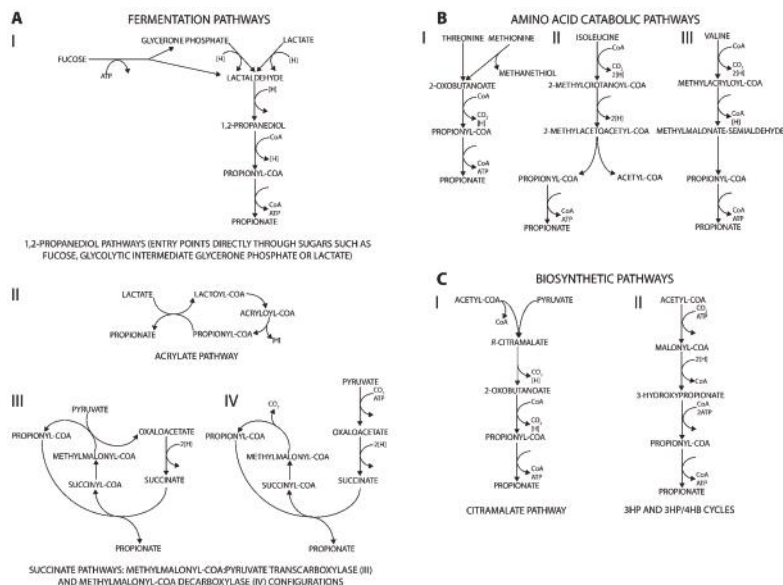 A FERMENTATION PATHWAYS
I
GLYCERONE PHOSPHATE LACTATE
FUCOSE
ATP
[H] [H]
LACTALDEHYDE
[H]
1,2-PROPANEDIOL
CoA
[H]
PROPIONYL-COA
CoA
ATP
PROPIONATE
1,2-PROPANEDIOL PATHWAYS (ENTRY POINTS DIRECTLY THROUGH SUGARS SUCH AS
FUCOSE, GLYCOLYTIC INTERMEDIATE GLYCERONE PHOSPHATE OR LACTATE)
II
LACTATE LACTOYL-COA
ACRYLOYL-COA
PROPIONATE PROPIONYL-COA
[H]
ACRYLATE PATHWAY
III
PYRUVATE
PROPIONYL-COA OXALOACETATE
METHYLMALONYL-COA
2[H]
SUCCINYL-COA SUCCINATE
PROPIONATE
IV
PYRUVATE
CO2
ATP
CO2
PROPIONYL-COA OXALOACETATE
METHYLMALONYL-COA
2[H]
SUCCINYL-COA SUCCINATE
PROPIONATE
SUCCINATE PATHWAYS: METHYLMALONYL-COA:PYRUVATE TRANSCARBOXYLASE (III)
AND METHYLMALONYL-COA DECARBOXYLASE (IV) CONFIGURATIONS
B AMINO ACID CATABOLIC PATHWAYS
I
THREONINE METHIONINE
METHANETHIOL
2-OXOBUTANOATE
CoA
CO2
[H]
PROPIONYL-COA
CoA
ATP
PROPIONATE
II
ISOLEUCINE
CoA
CO2
2[H]
2-METHYLCROTANOYL-COA
2[H]
2-METHYLACETOACETYL-COA
PROPIONYL-COA ACETYL-COA
CoA
ATP
PROPIONATE
III
VALINE
CoA
CO2
2[H]
METHYLACRYLOYL-COA
CoA
[H]
METHYLMALONATE-SEMIALDEHYDE
PROPIONYL-COA
CoA
ATP
PROPIONATE
C BIOSYNTHETIC PATHWAYS
I
ACETYL-COA PYRUVATE
CoA
R-CITRAMALATE
CO2
[H]
2-OXOBUTANOATE
CoA
CO2
[H]
PROPIONYL-COA
CoA
ATP
PROPIONATE
CITRAMALATE PATHWAY
II
ACETYL-COA
CO2
ATP
MALONYL-COA
2[H]
CoA
3-HYDROXYPROPIONATE
CoA
2ATP
PROPIONYL-COA
CoA
ATP
PROPIONATE
3HP AND 3HP/4HB CYCLES